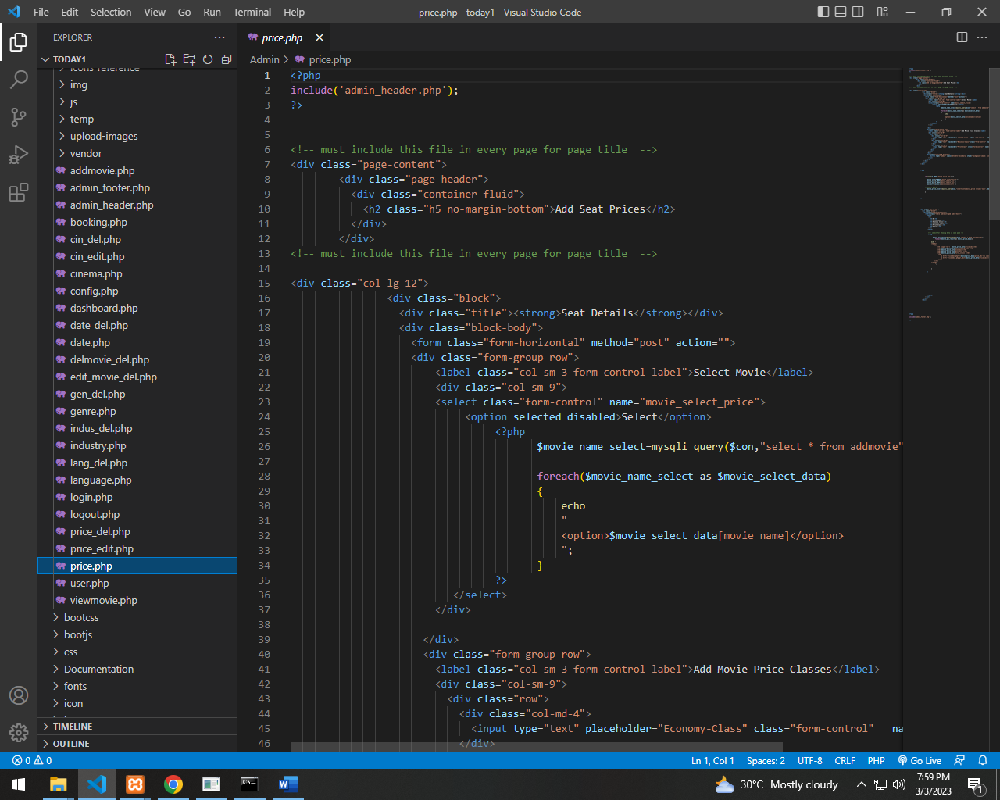 File Edit Selection View Go Run Terminal Help
price.php - today1 - Visual Studio Code
EXPLORER
TODAY1
icons-reference
img
js
temp
upload-images
vendor
addmovie.php
admin_footer.php
admin_header.php
booking.php
cin_del.php
cin_edit.php
cinema.php
config.php
dashboard.php
date_del.php
date.php
delmovie_del.php
edit_movie_del.php
gen_del.php
genre.php
indus_del.php
industry.php
lang_del.php
language.php
login.php
logout.php
price_del.php
price_edit.php
price.php
user.php
viewmovie.php
bootcss
bootjs
css
Documentation
fonts
icon
TIMELINE
OUTLINE
price.php
Admin > price.php
1 <?php
2 include('admin_header.php');
3 ?>
4
5
6 <!-- must include this file in every page for page title  -->
7 <div class="page-content">
8 <div class="page-header">
9 <div class="container-fluid">
10 <h2 class="h5 no-margin-bottom">Add Seat Prices</h2>
11 </div>
12 </div>
13 <!-- must include this file in every page for page title  -->
14
15 <div class="col-lg-12">
16 <div class="block">
17 <div class="title"><strong>Seat Details</strong></div>
18 <div class="block-body">
19 <form class="form-horizontal" method="post" action="">
20 <div class="form-group row">
21 <label class="col-sm-3 form-control-label">Select Movie</label>
22 <div class="col-sm-9">
23 <select class="form-control" name="movie_select_price">
24 <option selected disabled>Select</option>
25 <?php
26 $movie_name_select=mysqli_query($con,"select * from addmovie"
27
28 foreach($movie_name_select as $movie_select_data)
29 {
30 echo
31 "
32 <option>$movie_select_data[movie_name]</option>
33 ";
34 }
35 ?>
36 </select>
37 </div>
38
39 </div>
40 <div class="form-group row">
41 <label class="col-sm-3 form-control-label">Add Movie Price Classes</label>
42 <div class="col-sm-9">
43 <div class="row">
44 <div class="col-md-4">
45 <input type="text" placeholder="Economy-Class" class="form-control"   na
46 </div>
0 0
Ln 1, Col 1 Spaces: 2 UTF-8 CRLF PHP Go Live
30°C Mostly cloudy
7:59 PM
3/3/2023
1